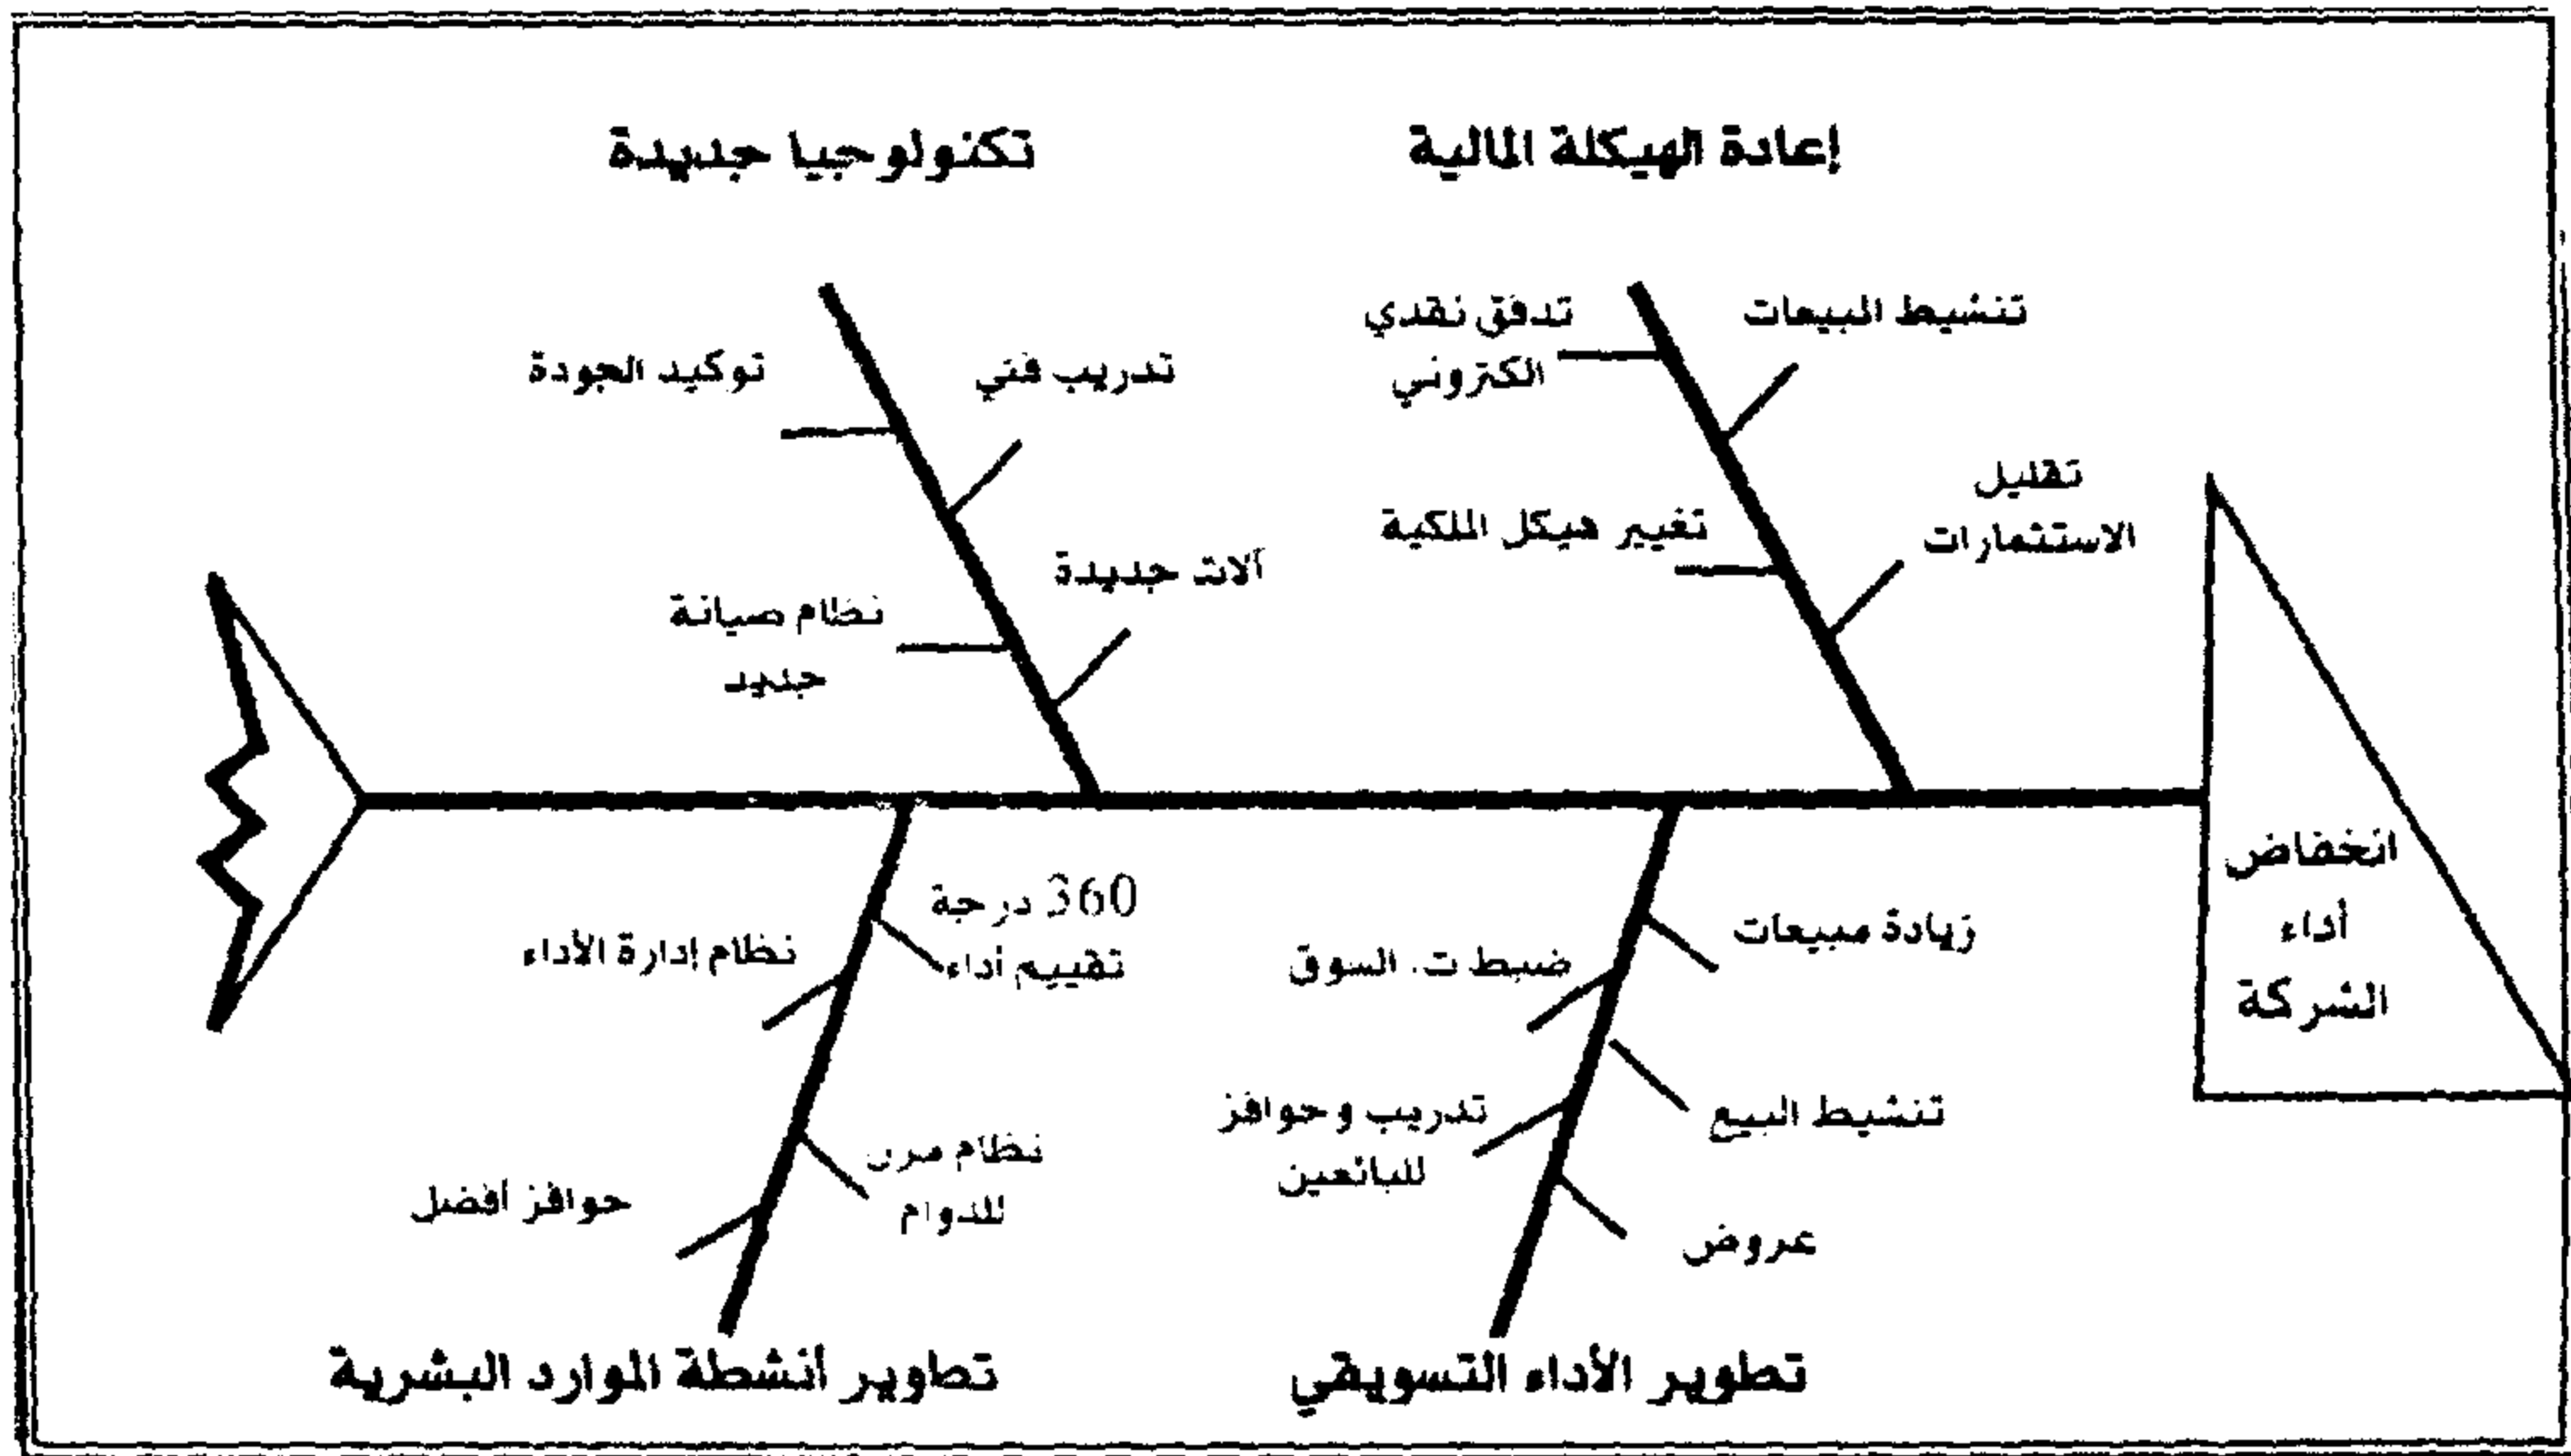 إعادة الهيكلة المالية
تكنولوجيا جديدة
تنشيط المبيعات
تدفق نقدي
الكتروني
تقليل
الاستثمارات
تغيير هيكل الملكية
تدريب فني
توكيد الجودة
آلات جديدة
نظام صيانة
جديد
انخفاض
أداء
الشركة
زيادة مبيعات
ضبط ت. السوق
تنشيط البيع
تدريب وحوافز
للبائعين
عروض
360 درجة
تقييم أداء
نظام إدارة الأداء
نظام مرن
للدوام
حوافز أفضل
تطوير الأداء التسويقي
تطوير أنشطة الموارد البشرية